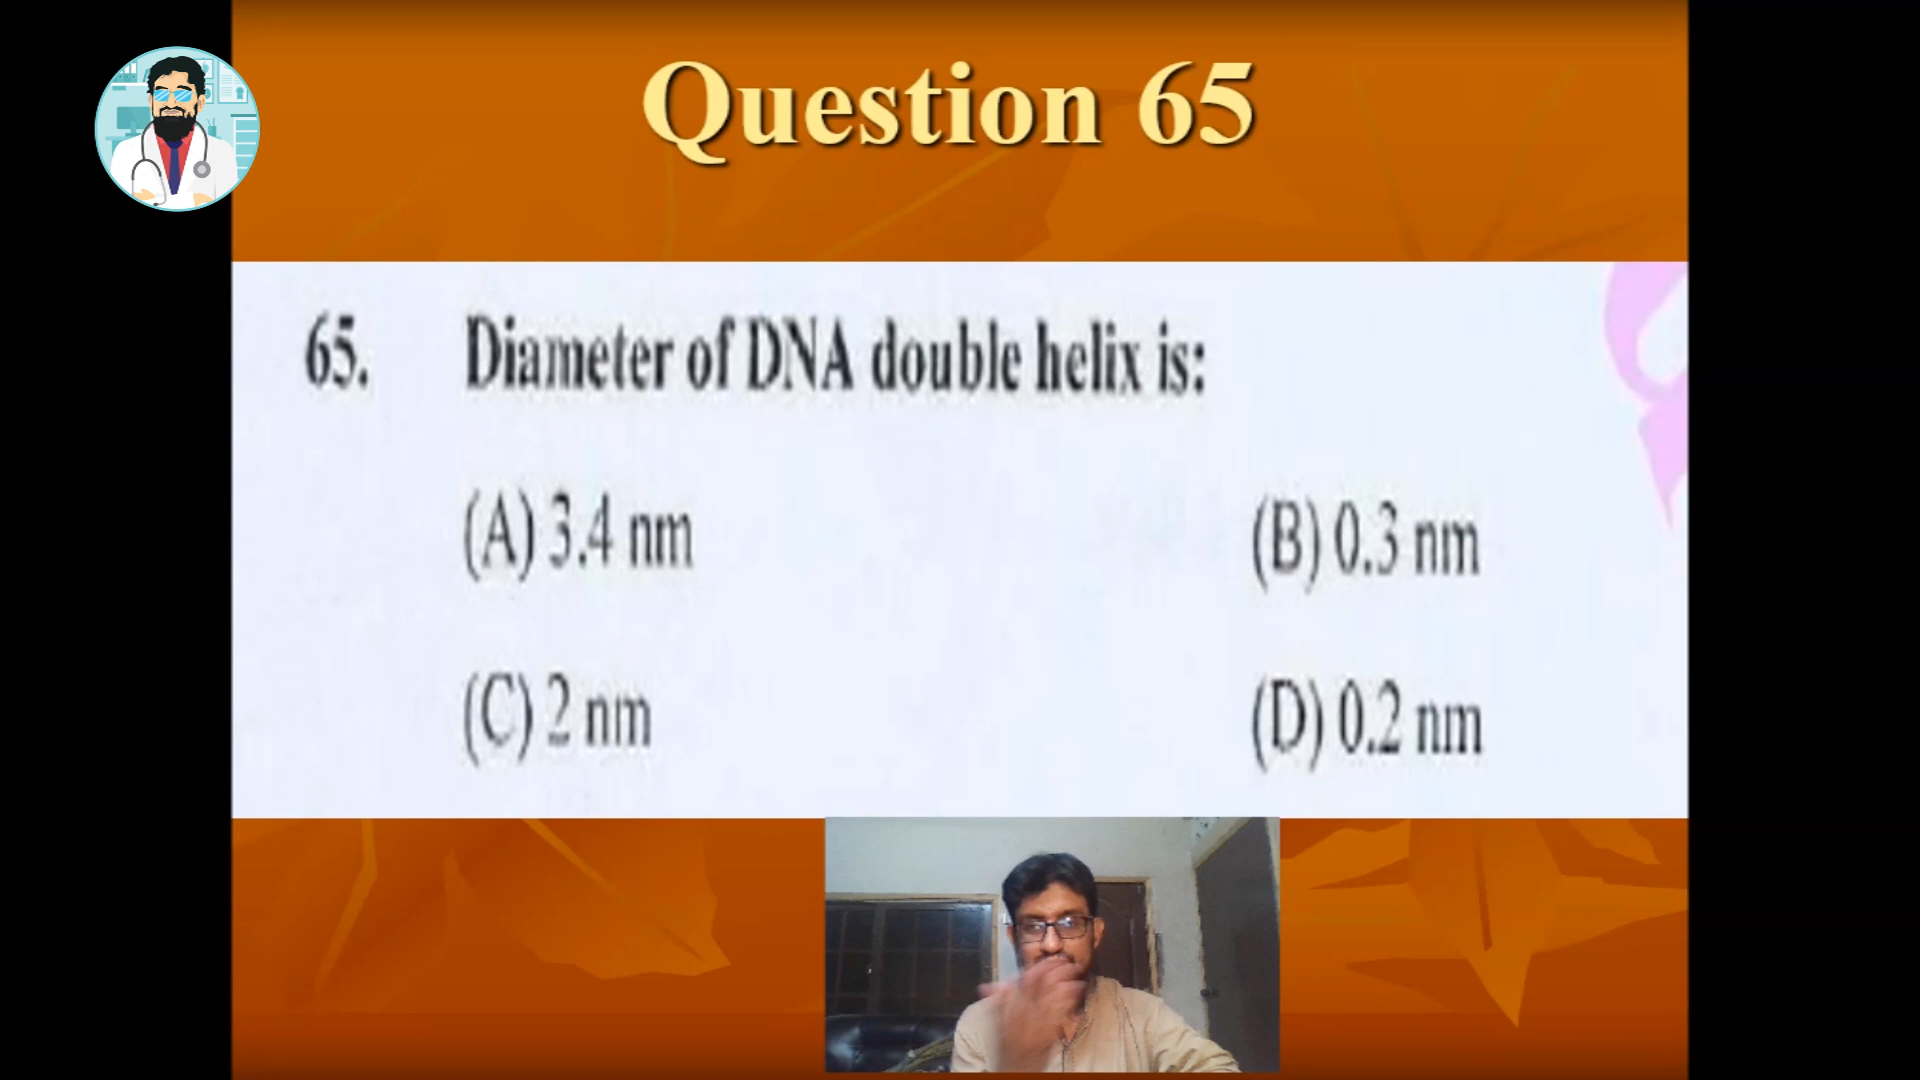 Question 65
65. Diameter of DNA double helix is:
(A) 3.4 nm (B) 0.3 nm
(C) 2 nm (D) 0.2 nm